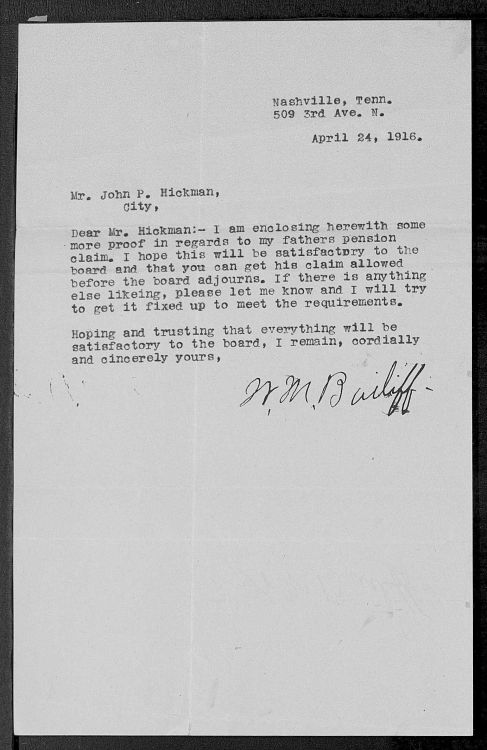 Nashville, Tenn.
509 3rd Ave. N.
April 24, 1916.
Mr. John P. Hickman,
City,
Dear Mr. Hickman:- I am enclosing herewith some
more proof in regards to my fathers pension
claim. I hope this will be satisfactory to the
board and that you can get his claim allowed
before the board adjourns. If there is anything
else likeing, please let me know and I will try
to get it fixed up to meet the requirements.
Hoping and trusting that everything will be
satisfactory to the board, I remain, cordially
and cincerely yours,
W. M. Bailiff